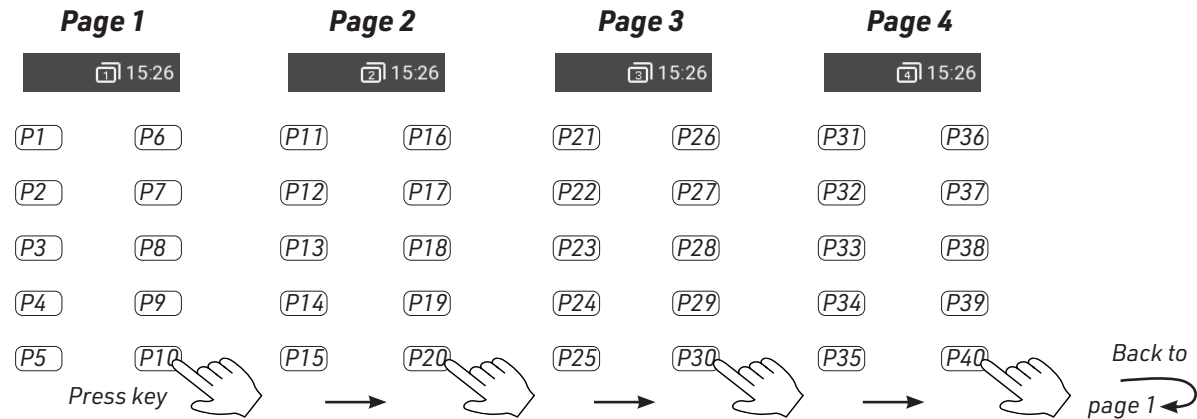 Page 1 Page 2 Page 3 Page 4
1 15:26 2 15:26 3 15:26 4 15:26
P1 P6 P11 P16 P21 P26 P31 P36
P2 P7 P12 P17 P22 P27 P32 P37
P3 P8 P13 P18 P23 P28 P33 P38
P4 P9 P14 P19 P24 P29 P34 P39
P5 P10 P15 P20 P25 P30 P35 P40 Back to
Press key page 1